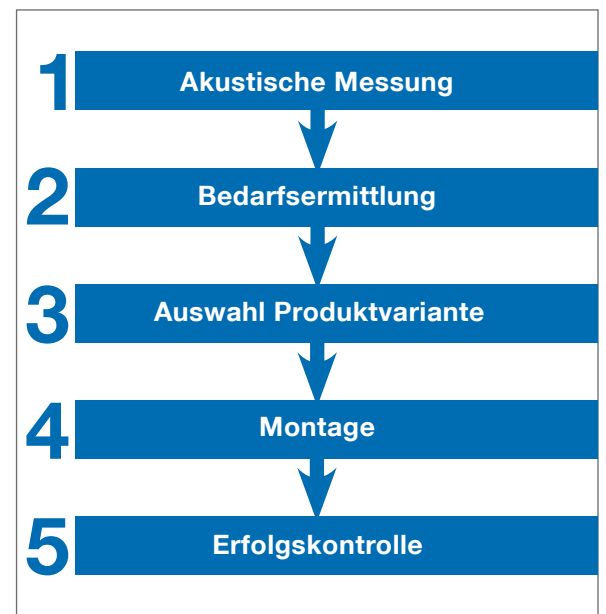 1 Akustische Messung
2 Bedarfsermittlung
3 Auswahl Produktvariante
4 Montage
5 Erfolgskontrolle